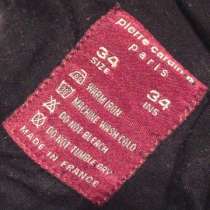 pierre cardin
Paris
34 34
SIZE INS
WARM IRON
MACHINE WASH COLD
DO NOT BLEACH
DO NOT TUMBLE DRY
MADE IN FRANCE